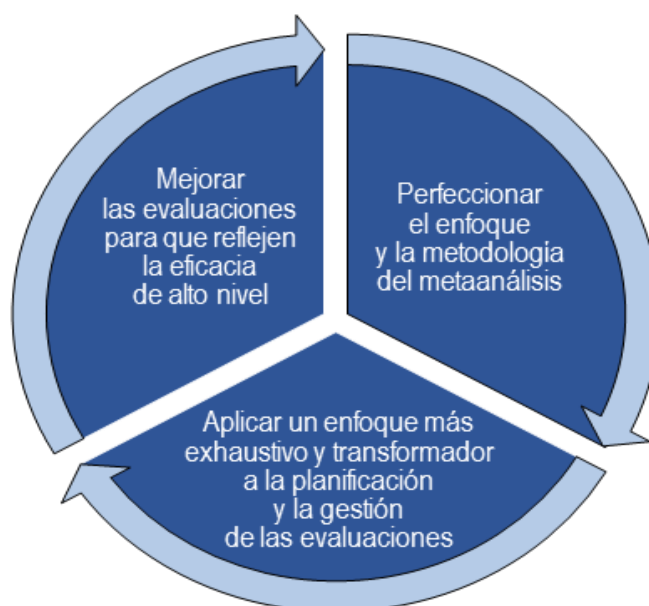 Mejorar
las evaluaciones
para que reflejen
la eficacia
de alto nivel
Perfeccionar
el enfoque
y la metodología
del metaanálisis
Aplicar un enfoque más
exhaustivo y transformador
a la planificación
y la gestión
de las evaluaciones